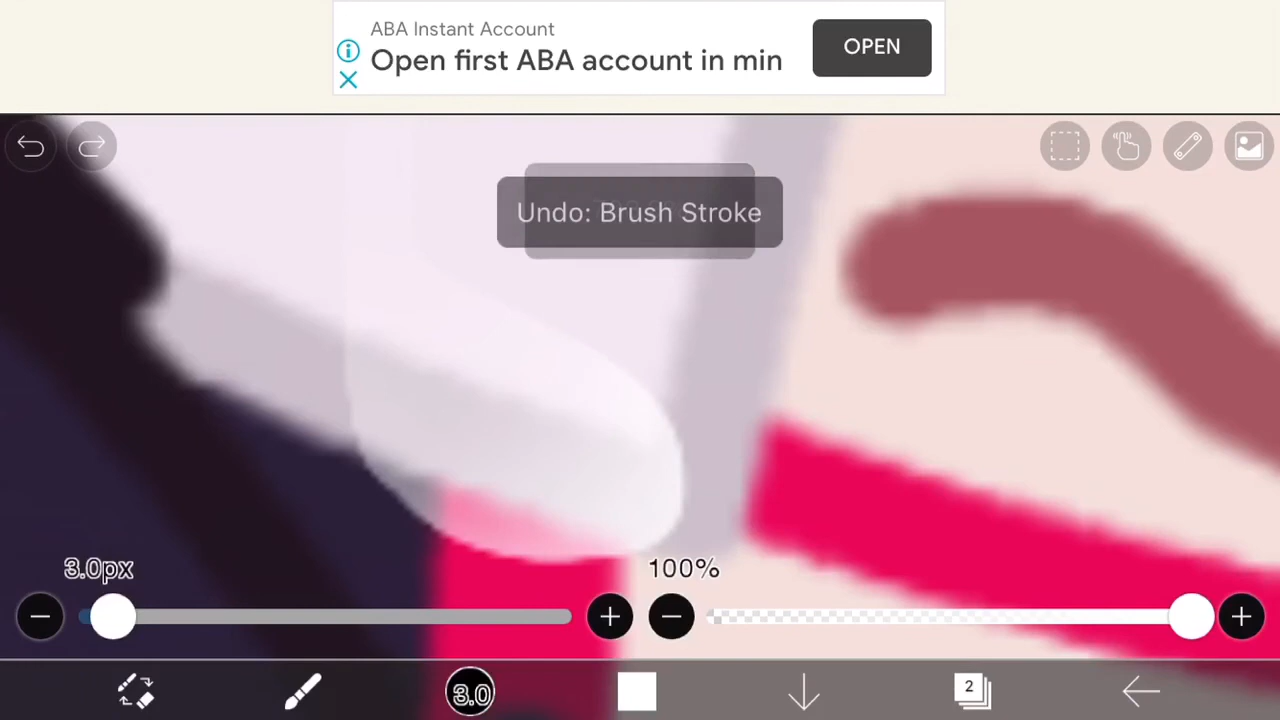 ABA Instant Account
Open first ABA account in min
OPEN
Undo: Brush Stroke
3.0px
100%
3.0
2